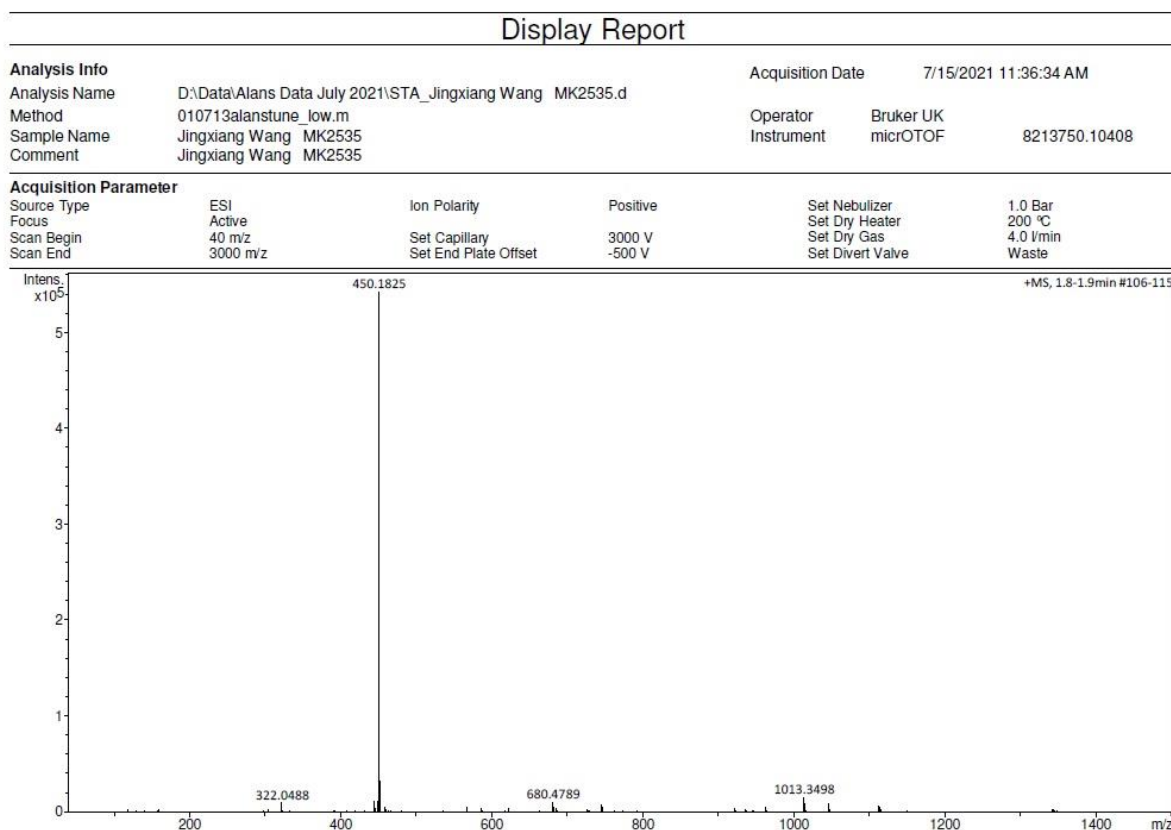 Display Report
Analysis Info
Acquisition Date 7/15/2021 11:36:34 AM
Analysis Name D:\Data\Alans Data July 2021\STA_Jingxiang Wang MK2535.d
Method 010713alanstune_low.m Operator Bruker UK
Sample Name Jingxiang Wang MK2535 Instrument micrOTOF 8213750.10408
Comment Jingxiang Wang MK2535
Acquisition Parameter
Source Type ESI Ion Polarity Positive Set Nebulizer 1.0 Bar
Focus Active Set Dry Heater 200 °C
Scan Begin 40 m/z Set Capillary 3000 V Set Dry Gas 4.0 l/min
Scan End 3000 m/z Set End Plate Offset -500 V Set Divert Valve Waste
Intens. 450.1825 +MS, 1.8-1.9min #106-115
x10⁵
5
4
3
2
1
322.0488 680.4789 1013.3498
0
200 400 600 800 1000 1200 1400 m/z